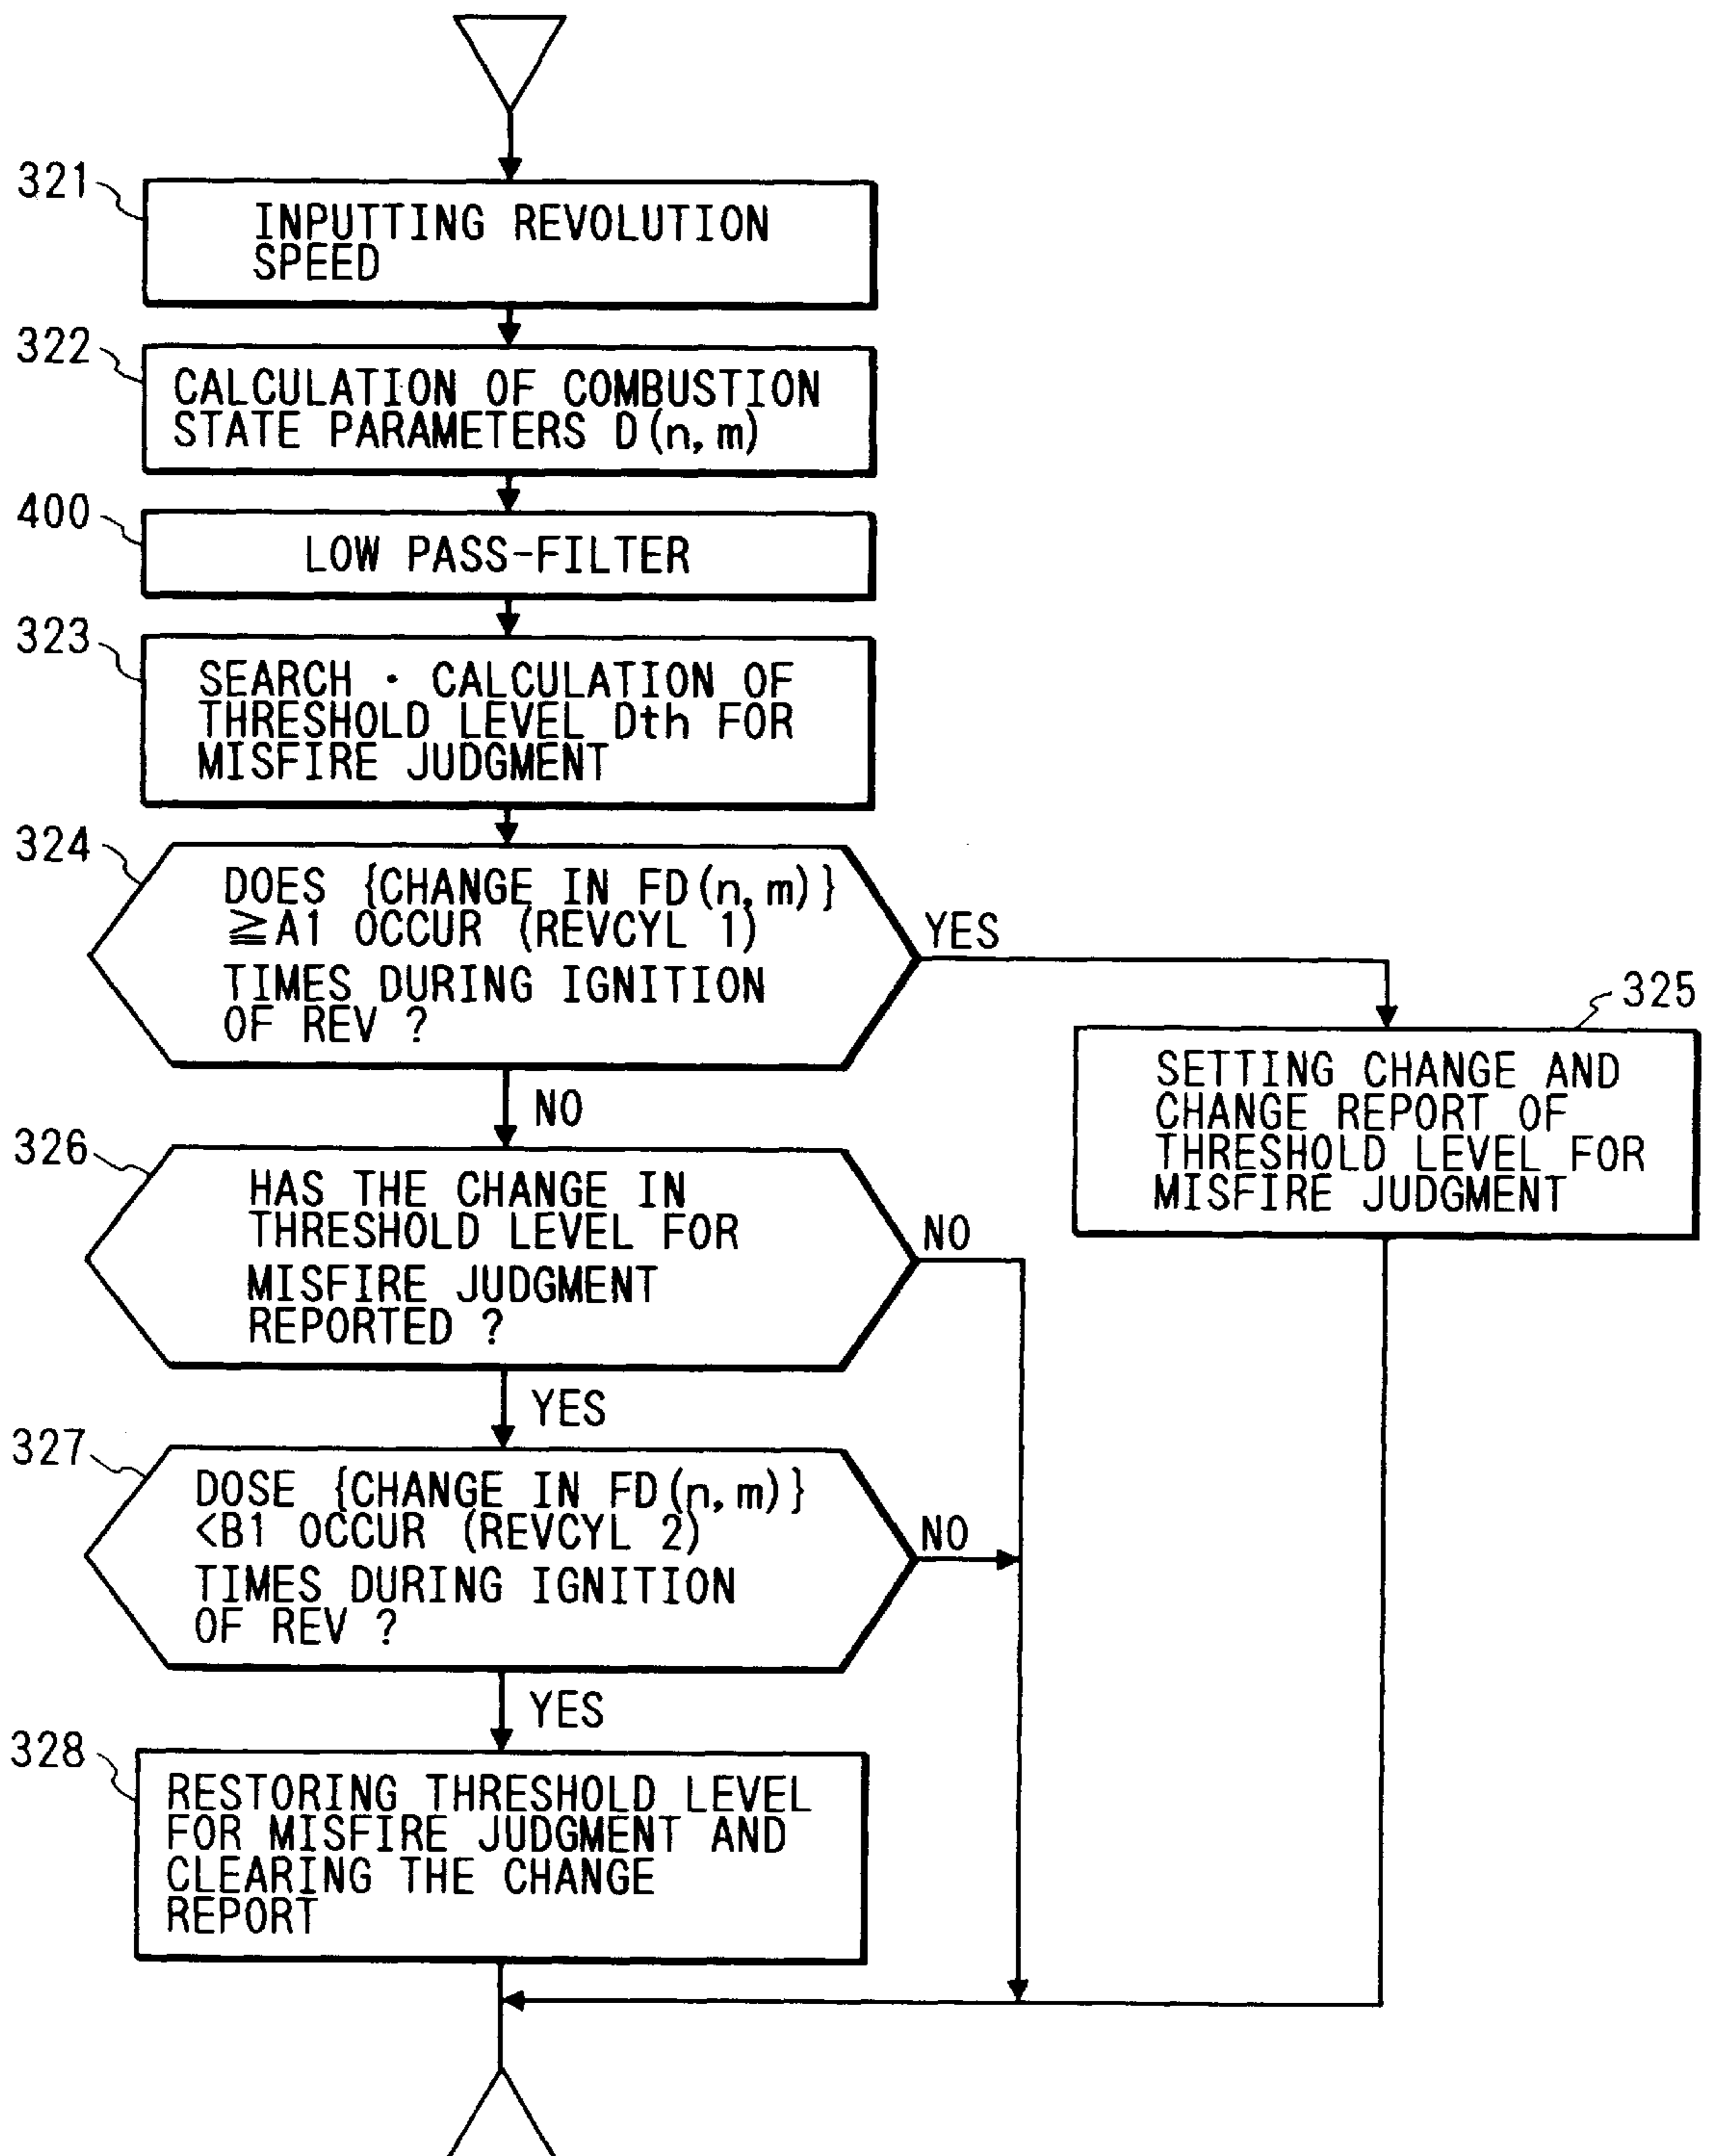 321
INPUTTING REVOLUTION
SPEED
322
CALCULATION OF COMBUSTION
STATE PARAMETERS D(n,m)
400
LOW PASS-FILTER
323
SEARCH · CALCULATION OF
THRESHOLD LEVEL Dth FOR
MISFIRE JUDGMENT
324
DOES {CHANGE IN FD(n,m)}
≧A1 OCCUR (REVCYL 1)
TIMES DURING IGNITION
OF REV ?
YES
325
SETTING CHANGE AND
CHANGE REPORT OF
THRESHOLD LEVEL FOR
MISFIRE JUDGMENT
NO
326
HAS THE CHANGE IN
THRESHOLD LEVEL FOR
MISFIRE JUDGMENT
REPORTED ?
NO
YES
327
DOSE {CHANGE IN FD(n,m)}
<B1 OCCUR (REVCYL 2)
TIMES DURING IGNITION
OF REV ?
NO
YES
328
RESTORING THRESHOLD LEVEL
FOR MISFIRE JUDGMENT AND
CLEARING THE CHANGE
REPORT